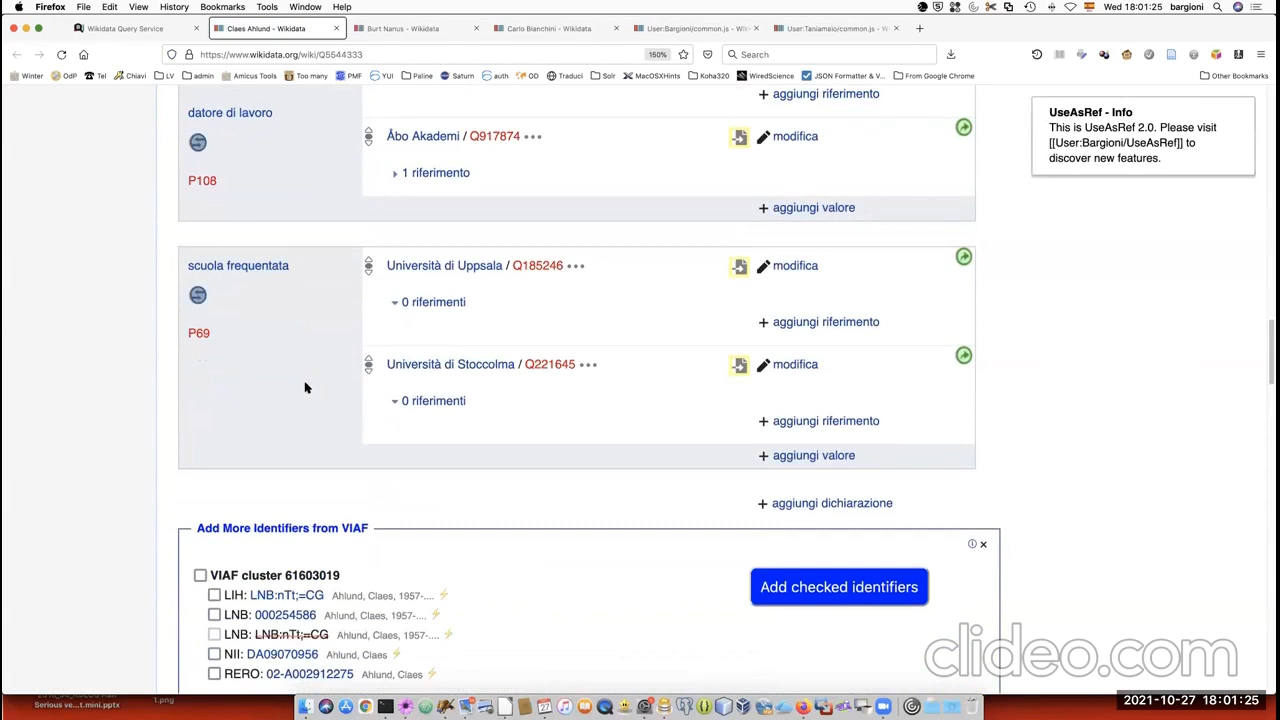 Firefox File Edit View History Bookmarks Tools Window Help Wed 18:01:25 bargioni
Wikidata Query Service Claes Ahlund - Wikidata Burt Nanus - Wikidata Carlo Bianchini - Wikidata User:Bargioni/common.js - Wiki User:Taniamaio/common.js - W
https://www.wikidata.org/wiki/Q5544333 150% Search
Winter OdP Tel Chiavi LV admin Amicus Tools Too many PMF YUI Paline Saturn auth OD Traduci Solr MacOSXHints Koha320 WiredScience JSON Formatter & V... From Google Chrome Other Bookmarks
+ aggiungi riferimento
datore di lavoro
P108
Åbo Akademi / Q917874 ••• modifica
1 riferimento
+ aggiungi valore
scuola frequentata
P69
Università di Uppsala / Q185246 ••• modifica
0 riferimenti
+ aggiungi riferimento
Università di Stoccolma / Q221645 ••• modifica
0 riferimenti
+ aggiungi riferimento
+ aggiungi valore
+ aggiungi dichiarazione
UseAsRef - Info
This is UseAsRef 2.0. Please visit
[[User:Bargioni/UseAsRef]] to
discover new features.
Add More Identifiers from VIAF
VIAF cluster 61603019
LIH: LNB:nTt;=CG Ahlund, Claes, 1957-....
LNB: 000254586 Ahlund, Claes, 1957-....
LNB: LNB:nTt;=CG Ahlund, Claes, 1957-....
NII: DA09070956 Ahlund, Claes
RERO: 02-A002912275 Ahlund, Claes
Add checked identifiers
clideo.com
Serious ve...t.mini.pptx
1.png
2021-10-27 18:01:25